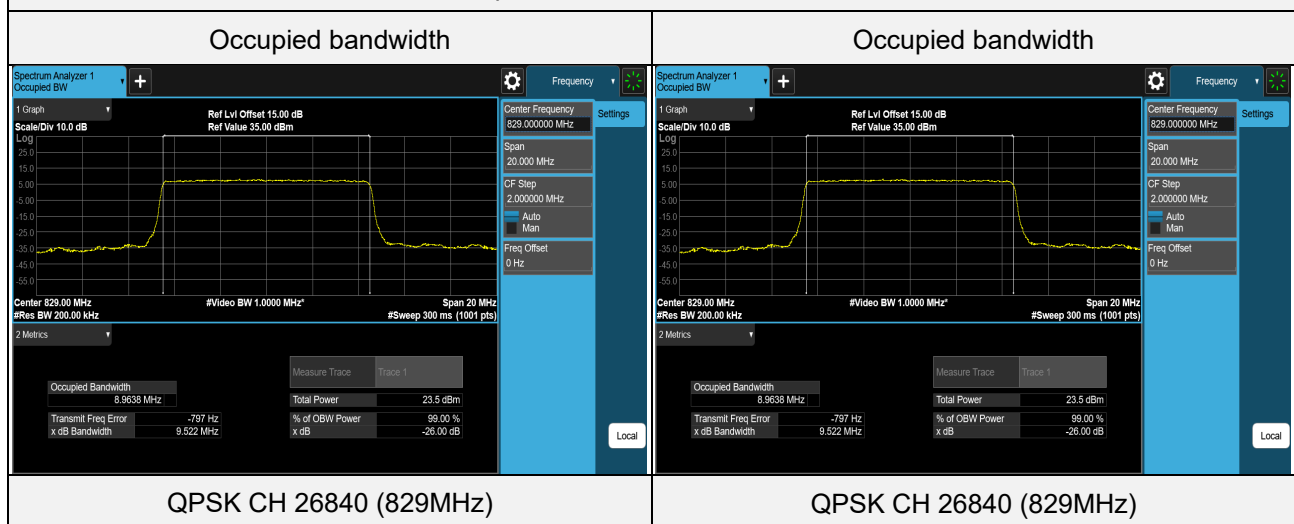 Occupied bandwidth
Occupied bandwidth
Spectrum Analyzer 1
Occupied BW
+
Frequency
1 Graph
Scale/Div 10.0 dB
Ref Lvl Offset 15.00 dB
Ref Value 35.00 dBm
Log
25.0
15.0
5.00
-5.00
-15.0
-25.0
-35.0
-45.0
-55.0
Center 829.00 MHz
#Video BW 1.0000 MHz*
Span 20 MHz
#Res BW 200.00 kHz
#Sweep 300 ms (1001 pts)
Center Frequency
829.000000 MHz
Settings
Span
20.000 MHz
CF Step
2.000000 MHz
Auto
Man
Freq Offset
0 Hz
2 Metrics
Measure Trace Trace 1
Occupied Bandwidth
8.9638 MHz
Total Power 23.5 dBm
Transmit Freq Error -797 Hz
% of OBW Power 99.00 %
x dB Bandwidth 9.522 MHz
x dB -26.00 dB
Local
Spectrum Analyzer 1
Occupied BW
+
Frequency
1 Graph
Scale/Div 10.0 dB
Ref Lvl Offset 15.00 dB
Ref Value 35.00 dBm
Log
25.0
15.0
5.00
-5.00
-15.0
-25.0
-35.0
-45.0
-55.0
Center 829.00 MHz
#Video BW 1.0000 MHz*
Span 20 MHz
#Res BW 200.00 kHz
#Sweep 300 ms (1001 pts)
Center Frequency
829.000000 MHz
Settings
Span
20.000 MHz
CF Step
2.000000 MHz
Auto
Man
Freq Offset
0 Hz
2 Metrics
Measure Trace Trace 1
Occupied Bandwidth
8.9638 MHz
Total Power 23.5 dBm
Transmit Freq Error -797 Hz
% of OBW Power 99.00 %
x dB Bandwidth 9.522 MHz
x dB -26.00 dB
Local
QPSK CH 26840 (829MHz)
QPSK CH 26840 (829MHz)